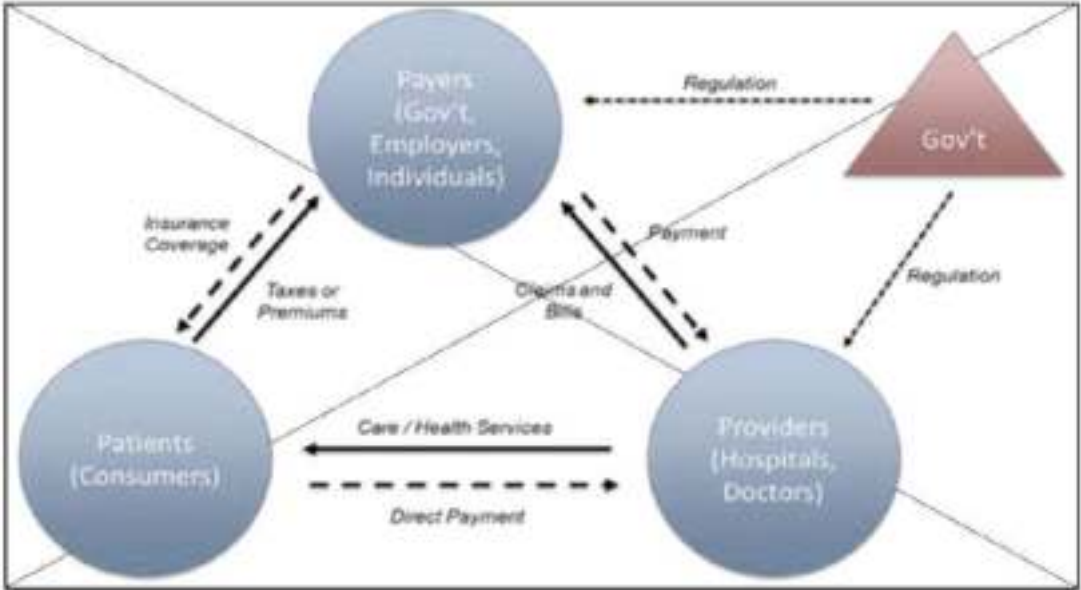 Payers
(Gov't,
Employers,
Individuals)
Regulation
Gov't
Insurance
Coverage
Payment
Regulation
Taxes or
Premiums
Claims and
Bills
Patients
(Consumers)
Care / Health Services
Providers
(Hospitals,
Doctors)
Direct Payment